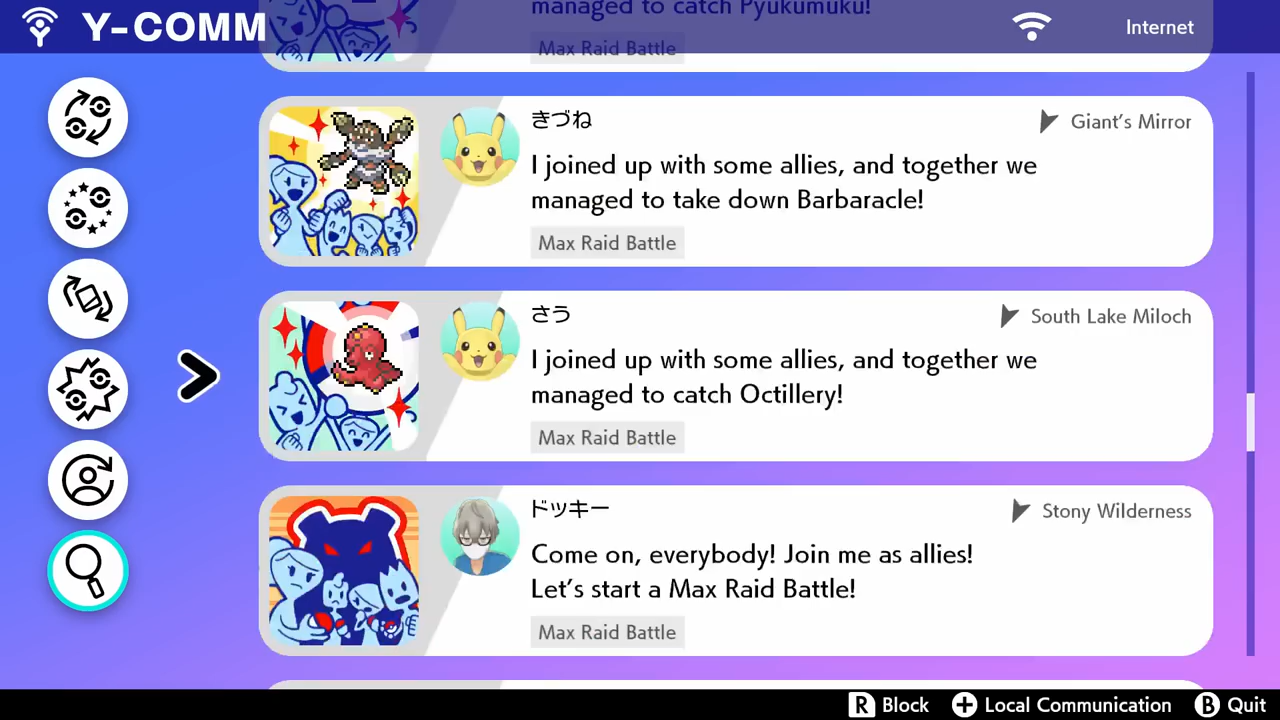 Y-COMM
Internet
managed to catch Pyukumuku!
Max Raid Battle
きづね
Giant's Mirror
I joined up with some allies, and together we
managed to take down Barbaracle!
Max Raid Battle
さう
South Lake Miloch
I joined up with some allies, and together we
managed to catch Octillery!
Max Raid Battle
ドッキー
Stony Wilderness
Come on, everybody! Join me as allies!
Let's start a Max Raid Battle!
Max Raid Battle
R Block + Local Communication B Quit